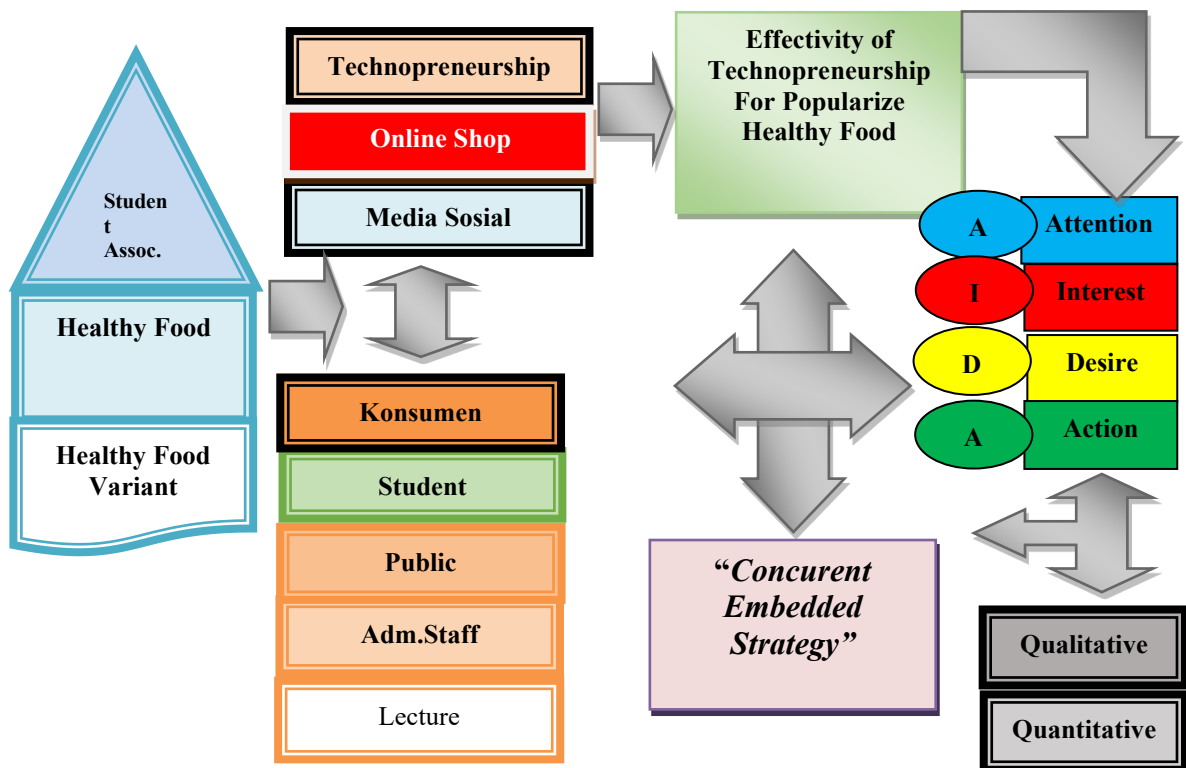 Studen
t
Assoc.
Healthy Food
Healthy Food
Variant
Technopreneurship
Online Shop
Media Sosial
Konsumen
Student
Public
Adm.Staff
Lecture
Effectivity of
Technopreneurship
For Popularize
Healthy Food
A Attention
I Interest
D Desire
A Action
“Concurent
Embedded
Strategy”
Qualitative
Quantitative